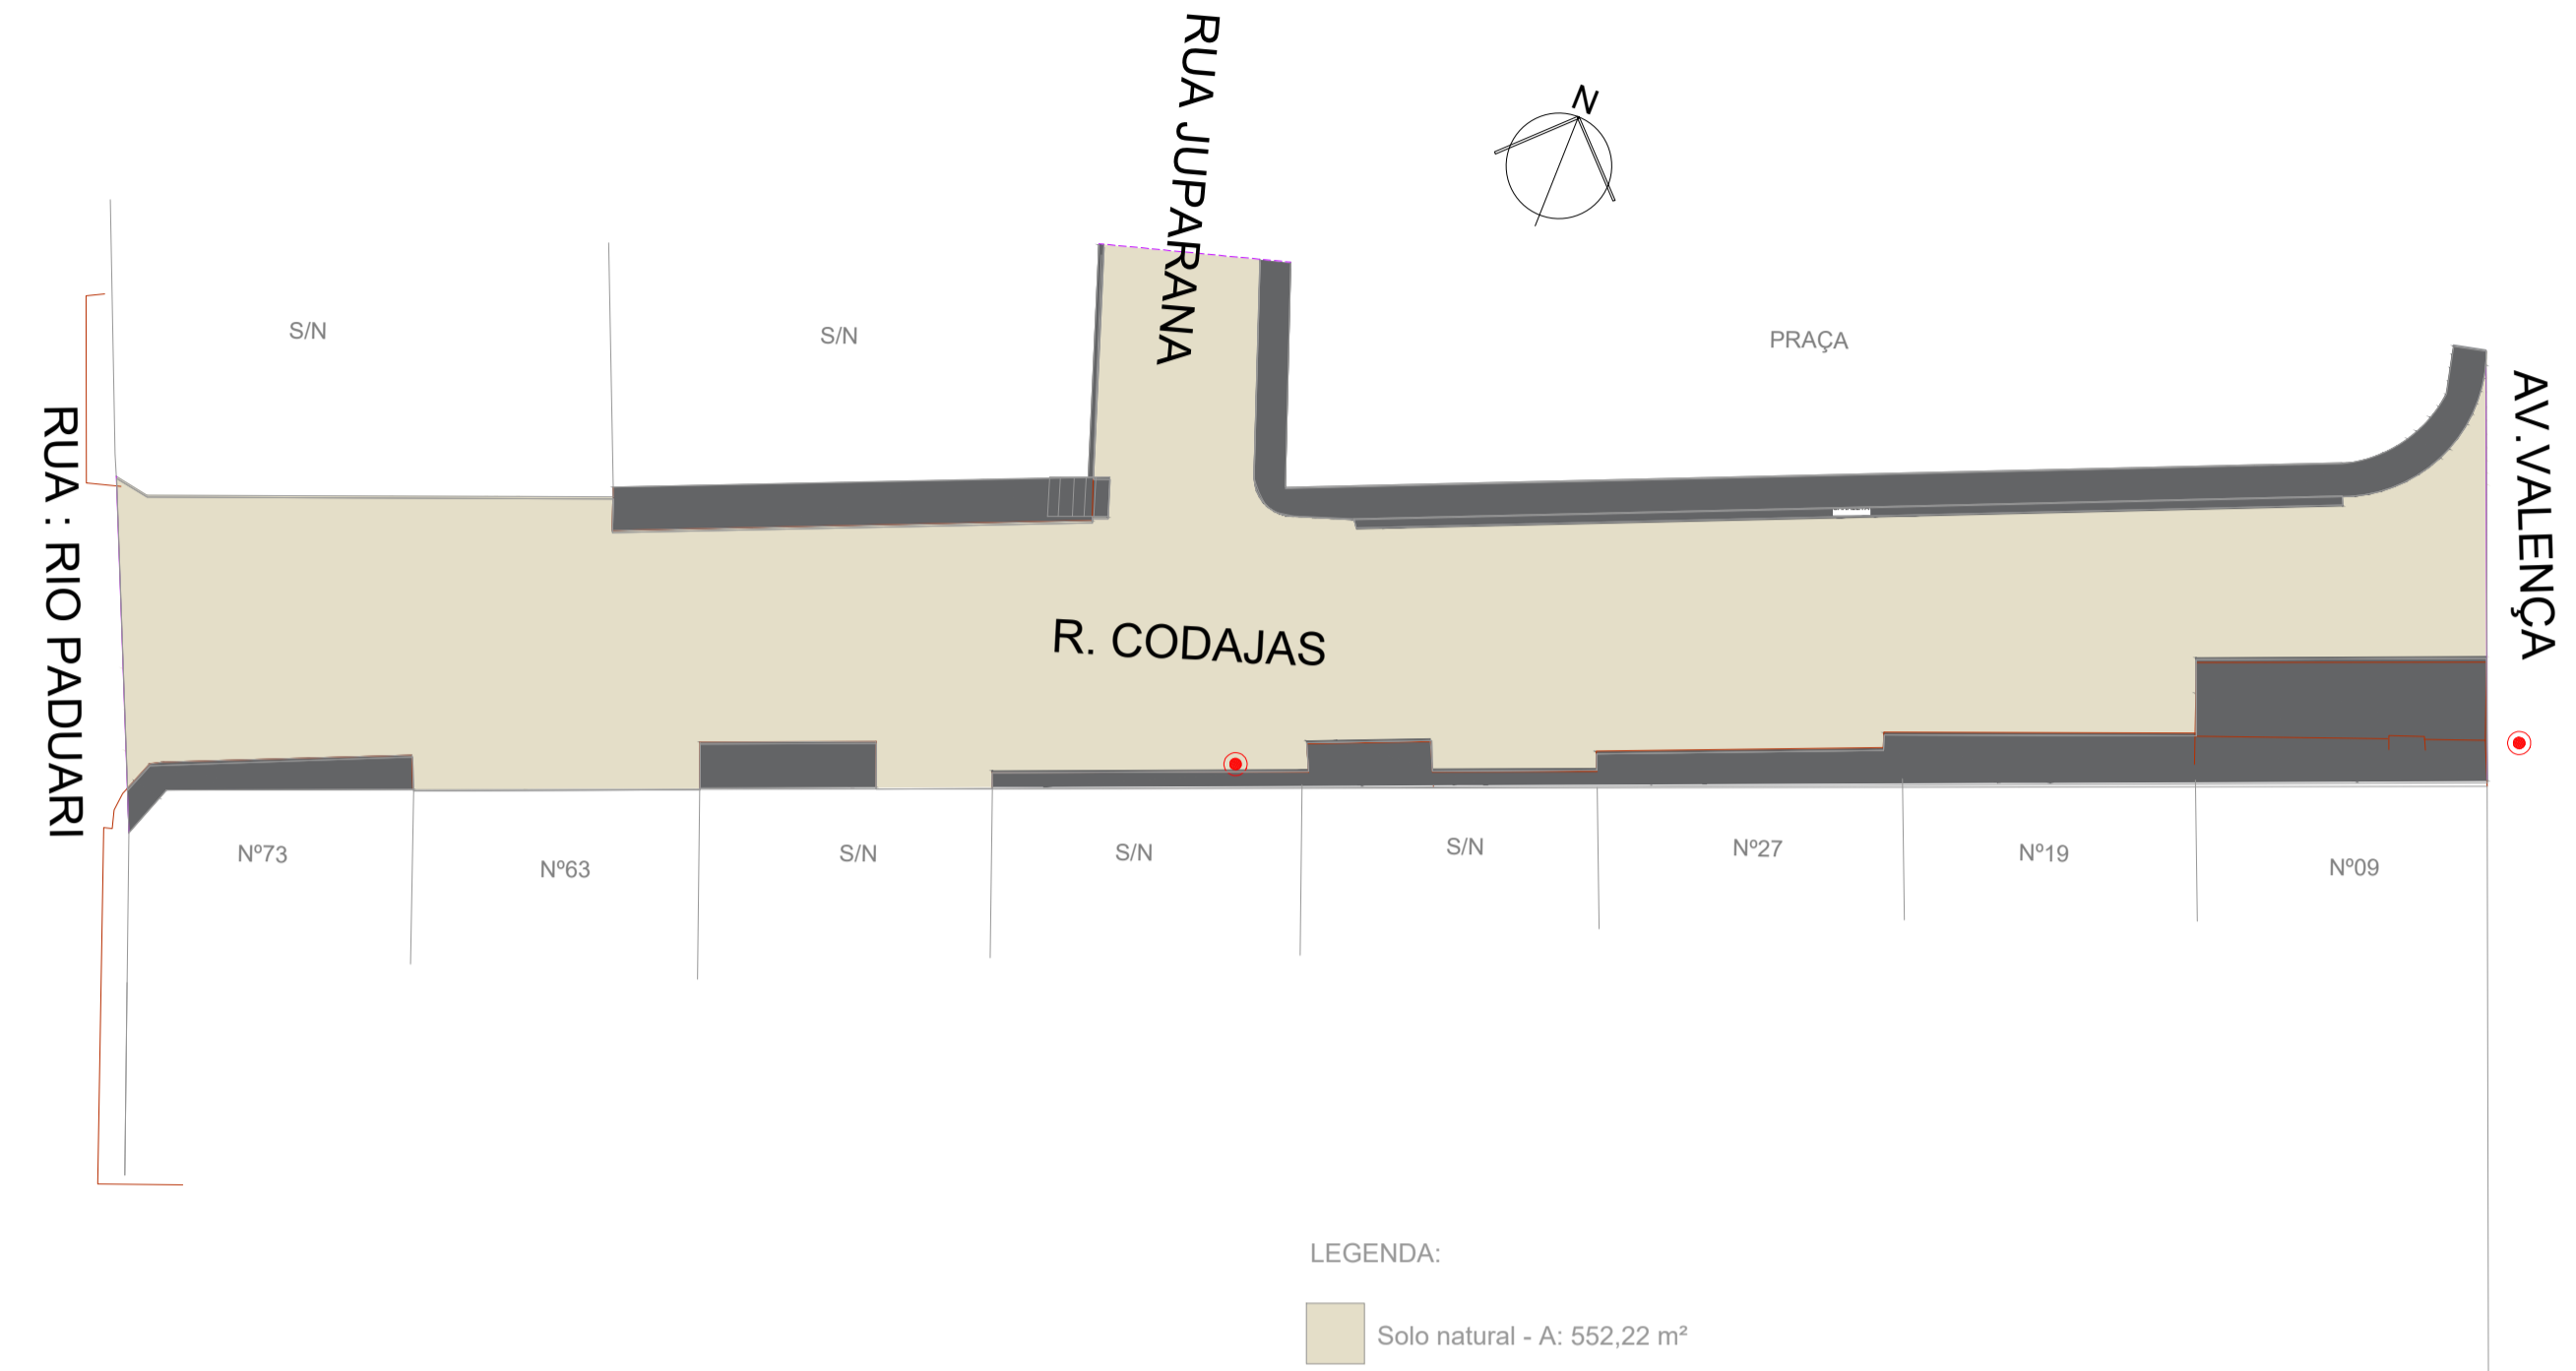 RUA JUPARANA
N
S/N
S/N
PRAÇA
RUA : RIO PADUARI
AV.VALENÇA
R. CODAJAS
Nº73
Nº63
S/N
S/N
S/N
Nº27
Nº19
Nº09
LEGENDA:
Solo natural - A: 552,22 m²